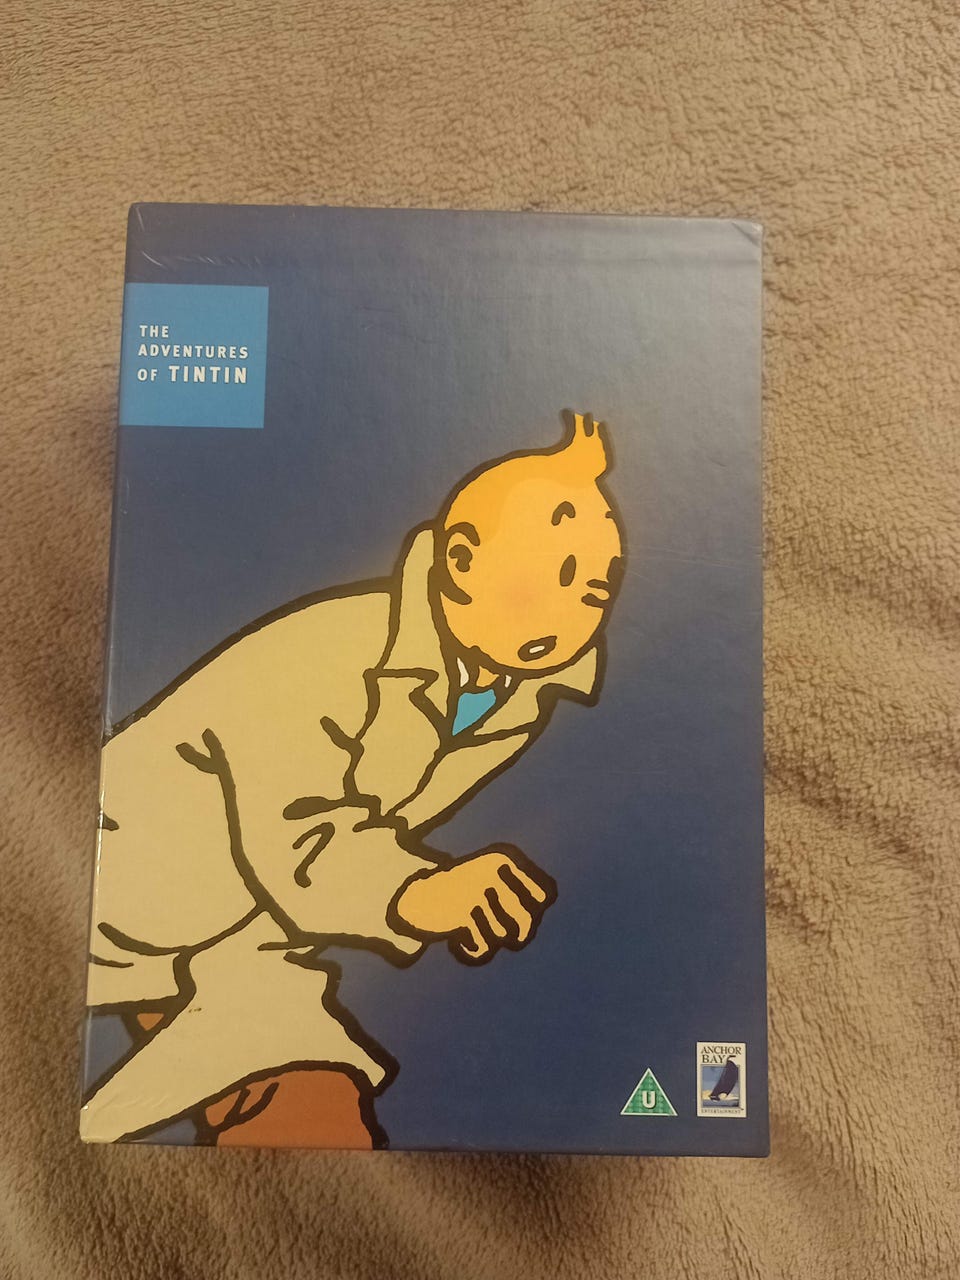 THE
ADVENTURES
OF TINTIN
U
ANCHOR
BAY
ENTERTAINMENT